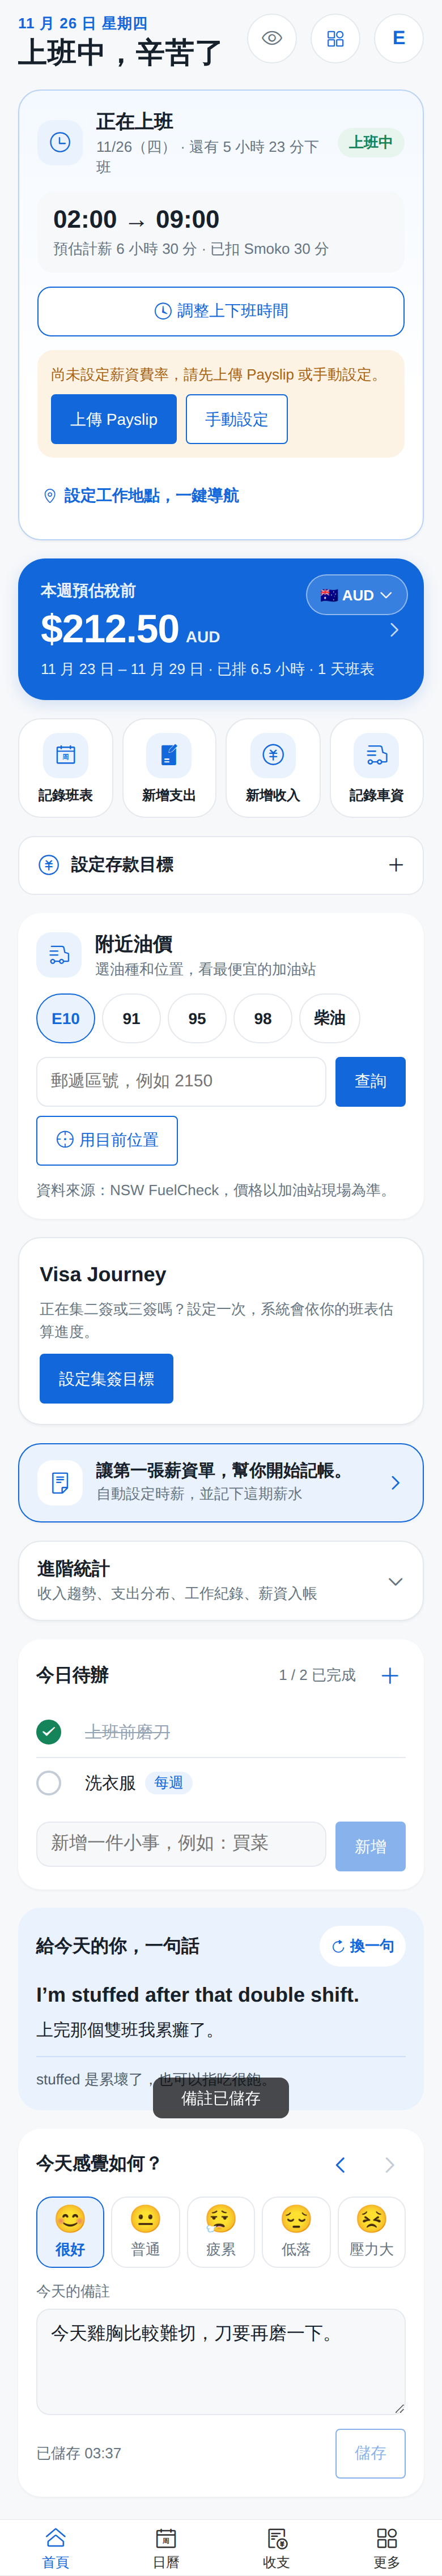 11 月 26 日 星期四
上班中，辛苦了
E
正在上班
11/26（四） · 還有 5 小時 23 分下
班
上班中
02:00 → 09:00
預估計薪 6 小時 30 分 · 已扣 Smoko 30 分
調整上下班時間
尚未設定薪資費率，請先上傳 Payslip 或手動設定。
上傳 Payslip
手動設定
設定工作地點，一鍵導航
本週預估稅前
AUD
$212.50 AUD
11 月 23 日 – 11 月 29 日 · 已排 6.5 小時 · 1 天班表
記錄班表
新增支出
新增收入
記錄車資
設定存款目標
附近油價
選油種和位置，看最便宜的加油站
E10
91
95
98
柴油
郵遞區號，例如 2150
查詢
用目前位置
資料來源：NSW FuelCheck，價格以油站現場為準。
Visa Journey
正在集二簽或三簽嗎？設定一次，系統會依你的班表估
算進度。
設定集簽目標
讓第一張薪資單，幫你開始記帳。
自動設定時薪，並記下這期薪水
進階統計
收入趨勢、支出分布、工作紀錄、薪資入帳
今日待辦
1 / 2 已完成
上班前磨刀
洗衣服
每週
新增一件小事，例如：買菜
新增
給今天的你，一句話
換一句
I’m stuffed after that double shift.
上完那個雙班我累癱了。
stuffed 是累壞了，也可以指吃很飽。
備註已儲存
今天感覺如何？
很好
普通
疲累
低落
壓力大
今天的備註
今天雞胸比較難切，刀要再磨一下。
已儲存 03:37
儲存
首頁
日曆
收支
更多